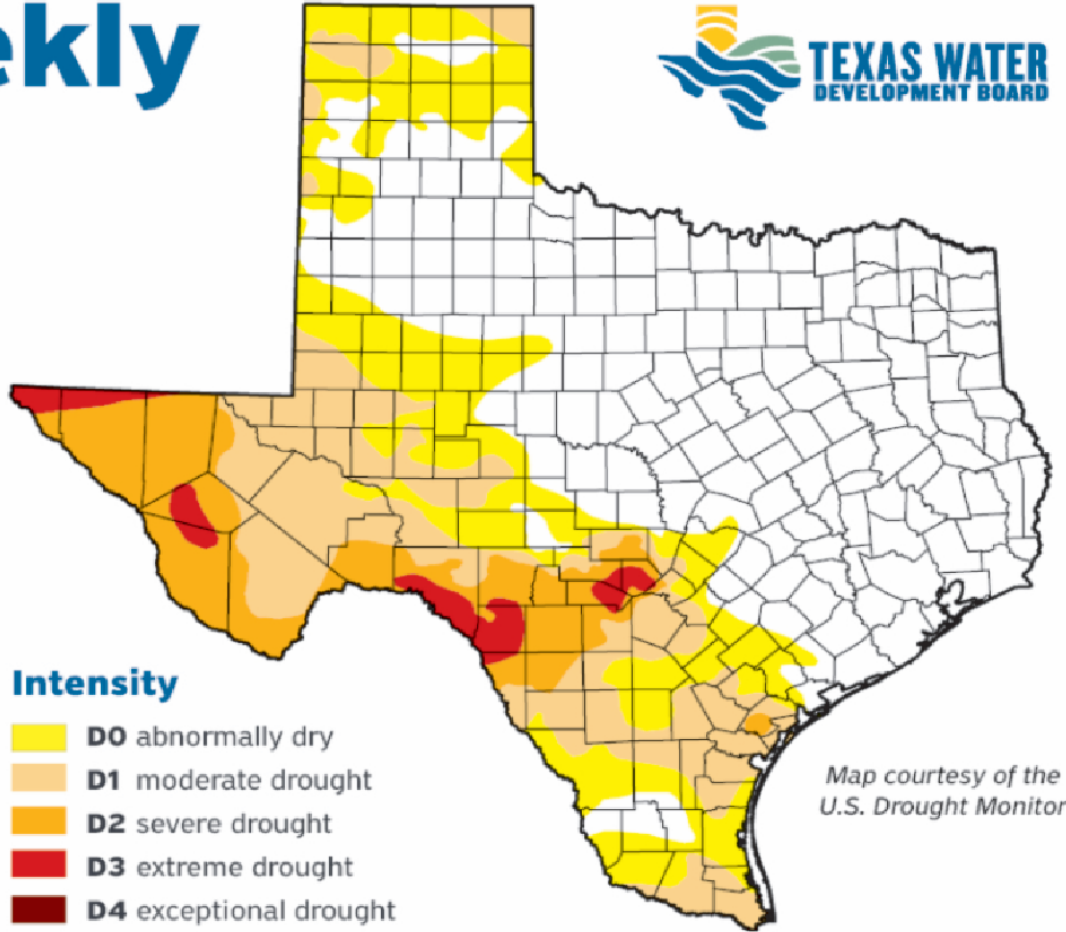 ekly
TEXAS WATER
DEVELOPMENT BOARD
Intensity
D0 abnormally dry
D1 moderate drought
D2 severe drought
D3 extreme drought
D4 exceptional drought
Map courtesy of the
U.S. Drought Monitor